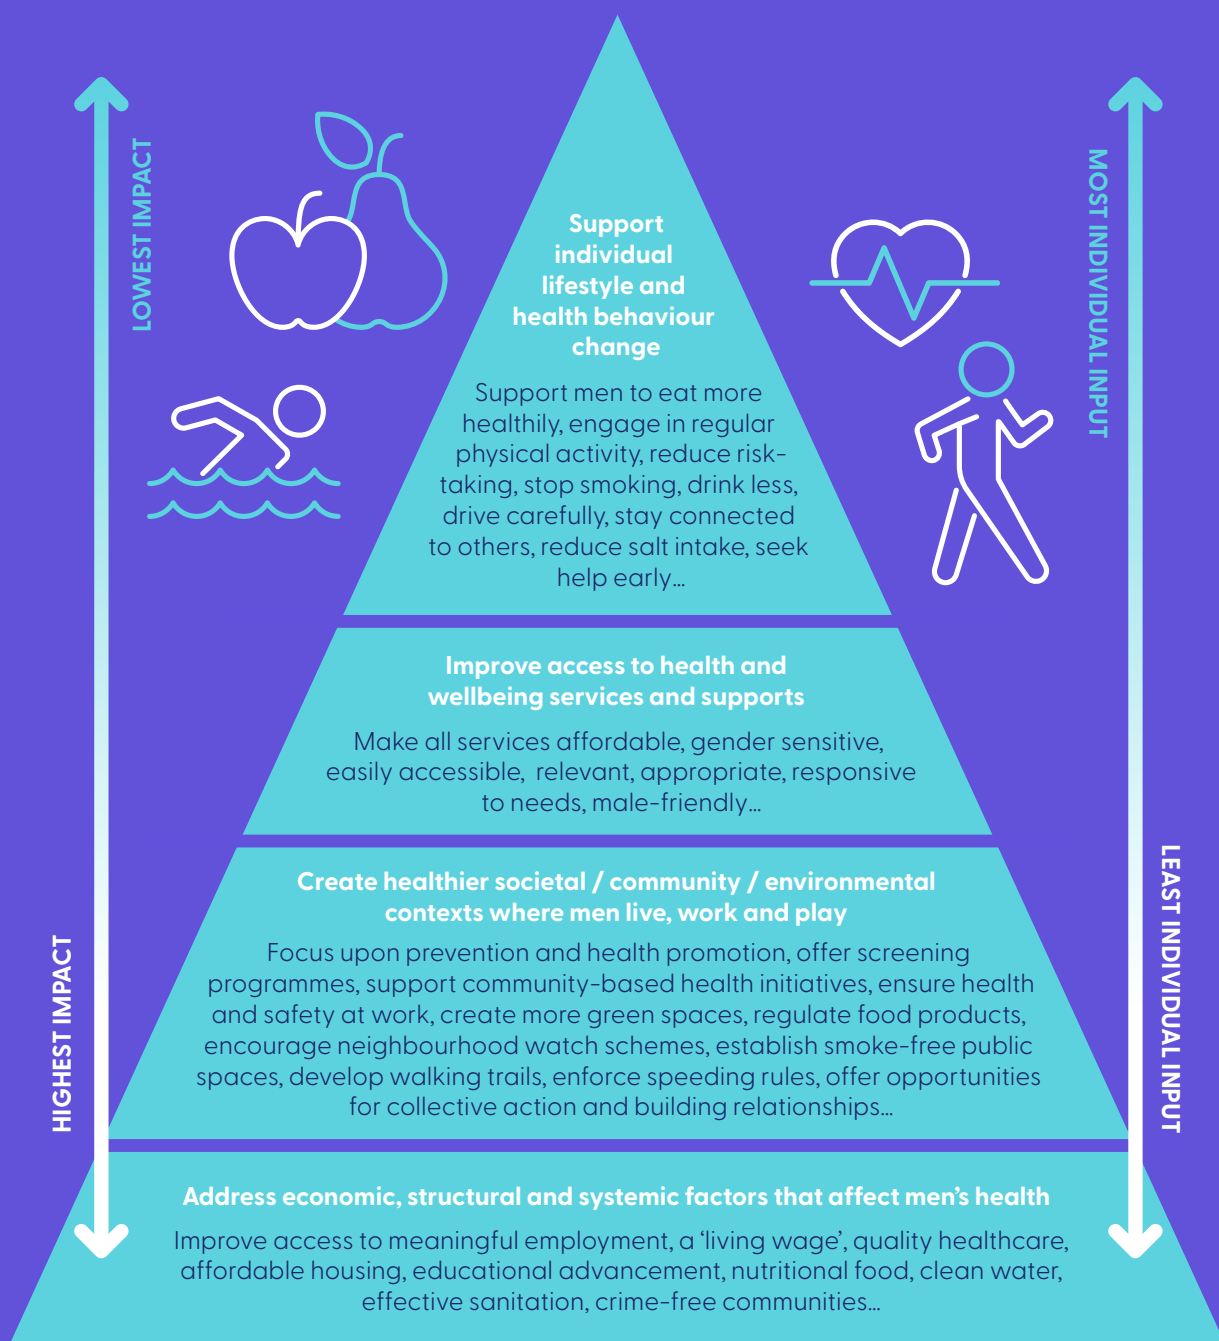 LOWEST IMPACT
MOST INDIVIDUAL INPUT
Support
individual
lifestyle and
health behaviour
change
Support men to eat more
healthily, engage in regular
physical activity, reduce risk-
taking, stop smoking, drink less,
drive carefully, stay connected
to others, reduce salt intake, seek
help early...
Improve access to health and
wellbeing services and supports
Make all services affordable, gender sensitive,
easily accessible, relevant, appropriate, responsive
to needs, male-friendly...
Create healthier societal / community / environmental
contexts where men live, work and play
Focus upon prevention and health promotion, offer screening
programmes, support community-based health initiatives, ensure health
and safety at work, create more green spaces, regulate food products,
encourage neighbourhood watch schemes, establish smoke-free public
spaces, develop walking trails, enforce speeding rules, offer opportunities
for collective action and building relationships...
HIGHEST IMPACT
LEAST INDIVIDUAL INPUT
Address economic, structural and systemic factors that affect men's health
Improve access to meaningful employment, a ‘living wage’, quality healthcare,
affordable housing, educational advancement, nutritional food, clean water,
effective sanitation, crime-free communities...